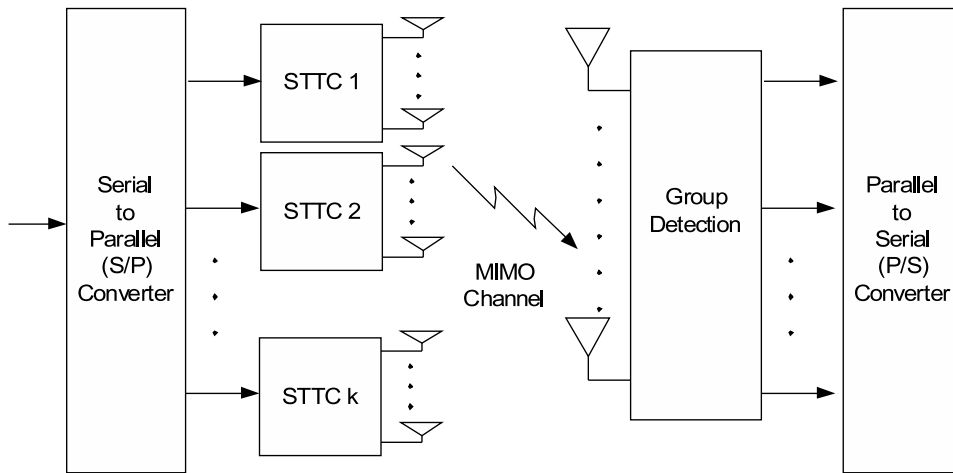 Serial
to
Parallel
(S/P)
Converter
STTC 1
STTC 2
STTC k
MIMO
Channel
Group
Detection
Parallel
to
Serial
(P/S)
Converter